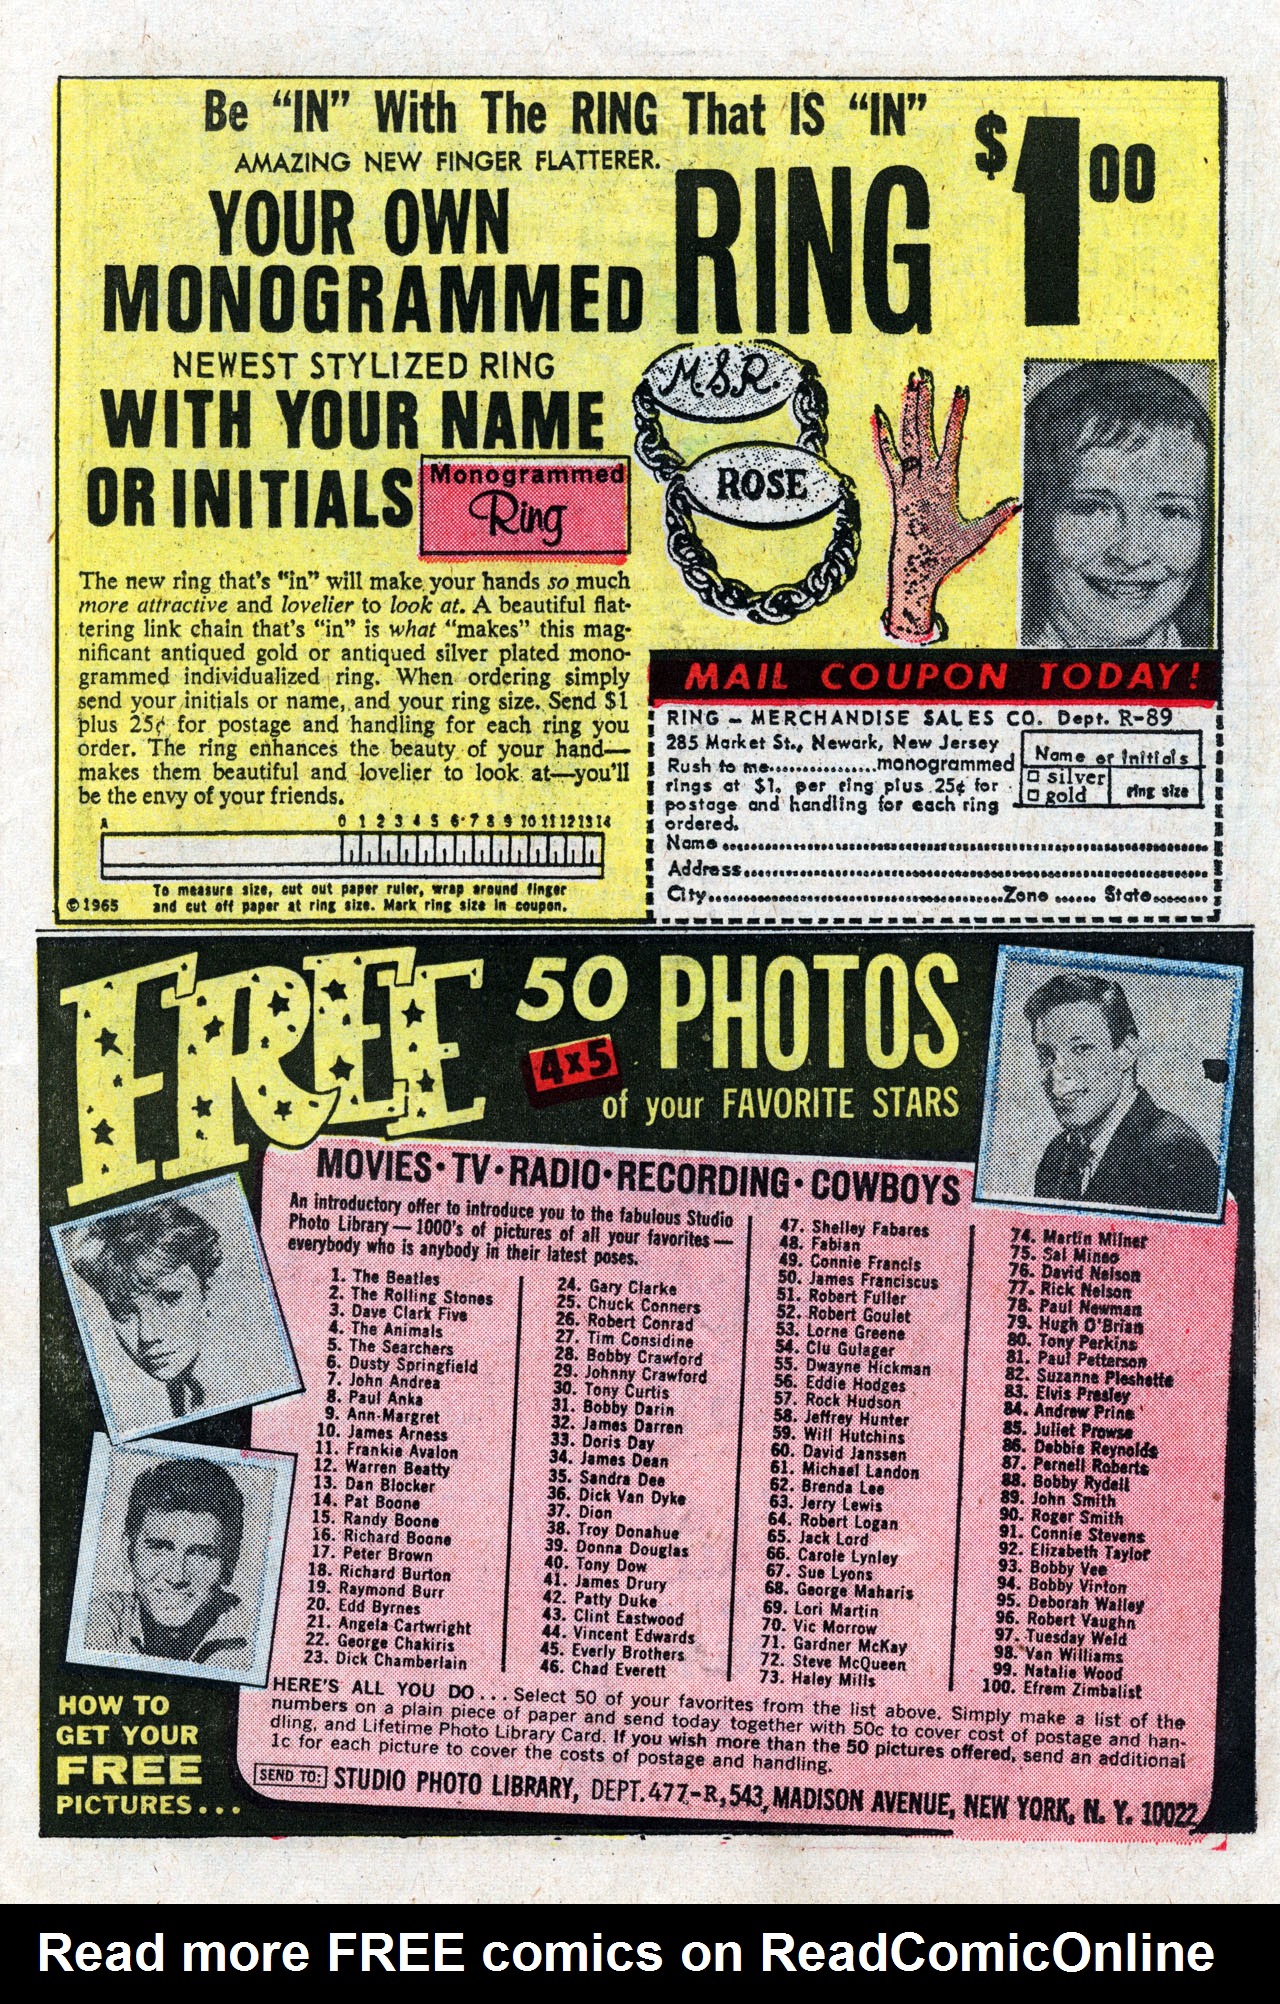 Be “IN” With The RING That IS “IN”
AMAZING NEW FINGER FLATTERER.
YOUR OWN
MONOGRAMMED
RING
$1 00
NEWEST STYLIZED RING
WITH YOUR NAME
OR INITIALS
Monogrammed
Ring
M.S.R.
ROSE
The new ring that's "in" will make your hands so much
more attractive and lovelier to look at. A beautiful flat-
tering link chain that's "in" is what "makes" this mag-
nificant antiqued gold or antiqued silver plated mono-
grammed individualized ring. When ordering simply
send your initials or name, and your ring size. Send $1
plus 25¢ for postage and handling for each ring you
order. The ring enhances the beauty of your hand—
makes them beautiful and lovelier to look at—you'll
be the envy of your friends.
A 0 1 2 3 4 5 6 7 8 9 10 11 12 13 14
To measure size, cut out paper ruler, wrap around finger
and cut off paper at ring size. Mark ring size in coupon.
© 1965
MAIL COUPON TODAY!
RING — MERCHANDISE SALES CO. Dept. R-89
285 Market St., Newark, New Jersey
Rush to me................monogrammed
rings at $1. per ring plus 25¢ for
postage and handling for each ring
ordered.
Name or Initials
silver
gold
ring size
Name
Address
City Zone State
FREE
50 PHOTOS
4x5
of your FAVORITE STARS
MOVIES • TV • RADIO • RECORDING • COWBOYS
An introductory offer to introduce you to the fabulous Studio
Photo Library — 1000's of pictures of all your favorites —
everybody who is anybody in their latest poses.
1. The Beatles
2. The Rolling Stones
3. Dave Clark Five
4. The Animals
5. The Searchers
6. Dusty Springfield
7. John Andrea
8. Paul Anka
9. Ann-Margret
10. James Arness
11. Frankie Avalon
12. Warren Beatty
13. Dan Blocker
14. Pat Boone
15. Randy Boone
16. Richard Boone
17. Peter Brown
18. Richard Burton
19. Raymond Burr
20. Edd Byrnes
21. Angela Cartwright
22. George Chakiris
23. Dick Chamberlain
24. Gary Clarke
25. Chuck Conners
26. Robert Conrad
27. Tim Considine
28. Bobby Crawford
29. Johnny Crawford
30. Tony Curtis
31. Bobby Darin
32. James Darren
33. Doris Day
34. James Dean
35. Sandra Dee
36. Dick Van Dyke
37. Dion
38. Troy Donahue
39. Donna Douglas
40. Tony Dow
41. James Drury
42. Patty Duke
43. Clint Eastwood
44. Vincent Edwards
45. Everly Brothers
46. Chad Everett
47. Shelley Fabares
48. Fabian
49. Connie Francis
50. James Franciscus
51. Robert Fuller
52. Robert Goulet
53. Lorne Greene
54. Clu Gulager
55. Dwayne Hickman
56. Eddie Hodges
57. Rock Hudson
58. Jeffrey Hunter
59. Will Hutchins
60. David Janssen
61. Michael Landon
62. Brenda Lee
63. Jerry Lewis
64. Robert Logan
65. Jack Lord
66. Carole Lynley
67. Sue Lyons
68. George Maharis
69. Lori Martin
70. Vic Morrow
71. Gardner McKay
72. Steve McQueen
73. Haley Mills
74. Martin Milner
75. Sal Mineo
76. David Nelson
77. Rick Nelson
78. Paul Newman
79. Hugh O'Brian
80. Tony Perkins
81. Paul Petterson
82. Suzanne Pleshette
83. Elvis Presley
84. Andrew Prine
85. Juliet Prowse
86. Debbie Reynolds
87. Pernell Roberts
88. Bobby Rydell
89. John Smith
90. Roger Smith
91. Connie Stevens
92. Elizabeth Taylor
93. Bobby Vee
94. Bobby Vinton
95. Deborah Walley
96. Robert Vaughn
97. Tuesday Weld
98. Van Williams
99. Natalie Wood
100. Efrem Zimbalist
HERE'S ALL YOU DO . . . Select 50 of your favorites from the list above. Simply make a list of the
numbers on a plain piece of paper and send today together with 50c to cover cost of postage and han-
dling, and Lifetime Photo Library Card. If you wish more than the 50 pictures offered, send an additional
1c for each picture to cover the costs of postage and handling.
SEND TO: STUDIO PHOTO LIBRARY, DEPT. 477-R, 543, MADISON AVENUE, NEW YORK, N. Y. 10022
HOW TO
GET YOUR
FREE
PICTURES...
Read more FREE comics on ReadComicOnline